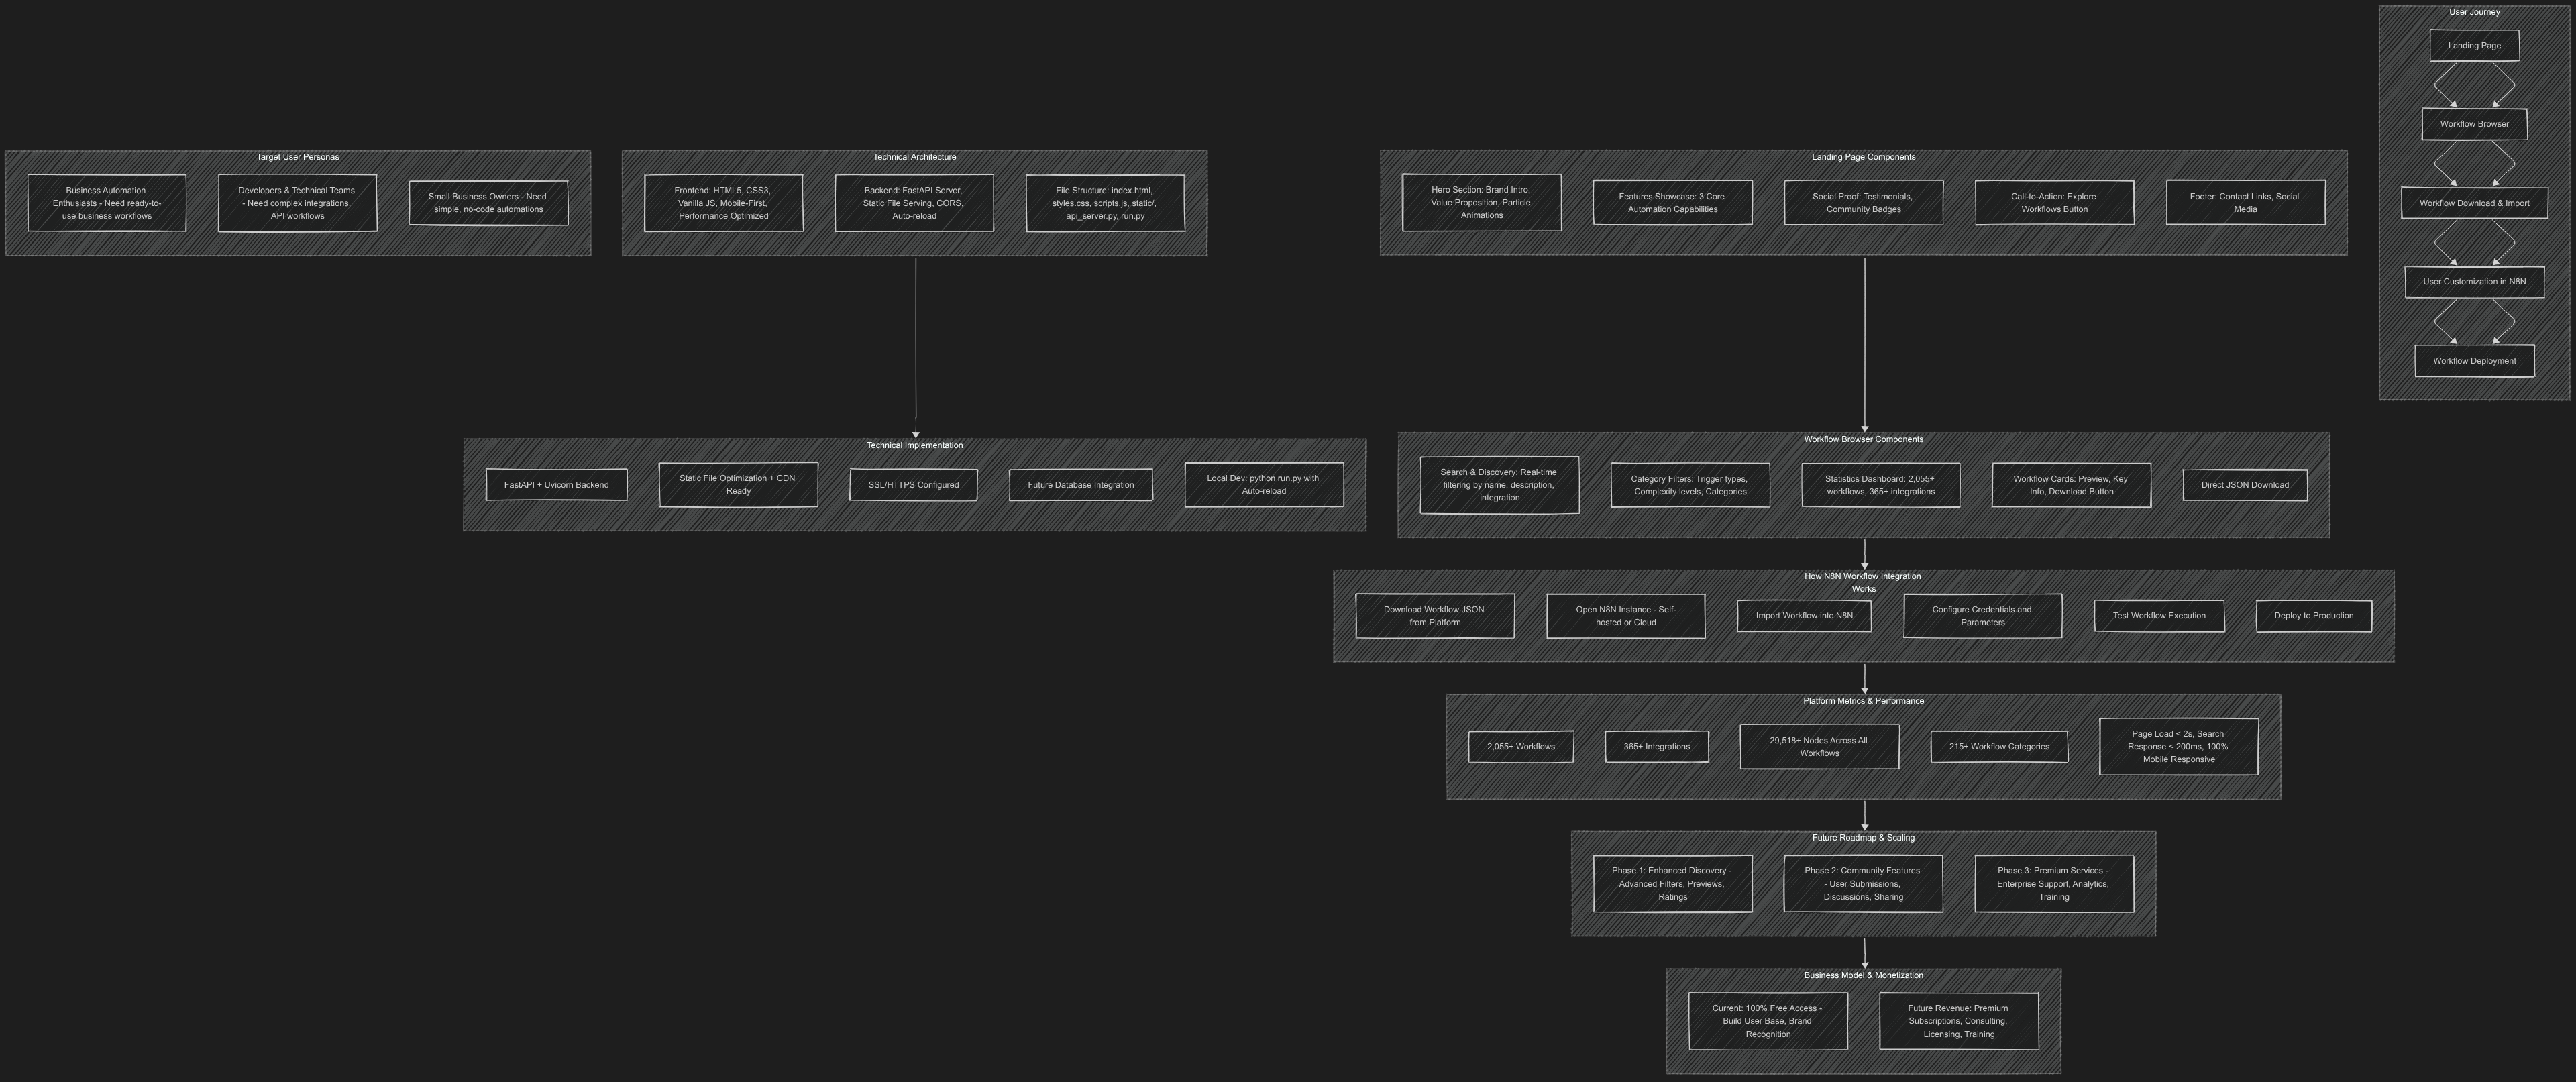 User Journey
Landing Page
Workflow Browser
Workflow Download & Import
User Customization in N8N
Workflow Deployment
Target User Personas
Business Automation
Enthusiasts - Need ready-to-
use business workflows
Developers & Technical Teams
- Need complex integrations,
API workflows
Small Business Owners - Need
simple, no-code automations
Technical Architecture
Frontend: HTML5, CSS3,
Vanilla JS, Mobile-First,
Performance Optimized
Backend: FastAPI Server,
Static File Serving, CORS,
Auto-reload
File Structure: index.html,
styles.css, scripts.js, static/,
api_server.py, run.py
Landing Page Components
Hero Section: Brand Intro,
Value Proposition, Particle
Animations
Features Showcase: 3 Core
Automation Capabilities
Social Proof: Testimonials,
Community Badges
Call-to-Action: Explore
Workflows Button
Footer: Contact Links, Social
Media
Technical Implementation
FastAPI + Uvicorn Backend
Static File Optimization + CDN
Ready
SSL/HTTPS Configured
Future Database Integration
Local Dev: python run.py with
Auto-reload
Workflow Browser Components
Search & Discovery: Real-time
filtering by name, description,
integration
Category Filters: Trigger types,
Complexity levels, Categories
Statistics Dashboard: 2,055+
workflows, 365+ integrations
Workflow Cards: Preview, Key
Info, Download Button
Direct JSON Download
How N8N Workflow Integration
Works
Download Workflow JSON
from Platform
Open N8N Instance - Self-
hosted or Cloud
Import Workflow into N8N
Configure Credentials and
Parameters
Test Workflow Execution
Deploy to Production
Platform Metrics & Performance
2,055+ Workflows
365+ Integrations
29,518+ Nodes Across All
Workflows
215+ Workflow Categories
Page Load < 2s, Search
Response < 200ms, 100%
Mobile Responsive
Future Roadmap & Scaling
Phase 1: Enhanced Discovery -
Advanced Filters, Previews,
Ratings
Phase 2: Community Features
- User Submissions,
Discussions, Sharing
Phase 3: Premium Services -
Enterprise Support, Analytics,
Training
Business Model & Monetization
Current: 100% Free Access -
Build User Base, Brand
Recognition
Future Revenue: Premium
Subscriptions, Consulting,
Licensing, Training